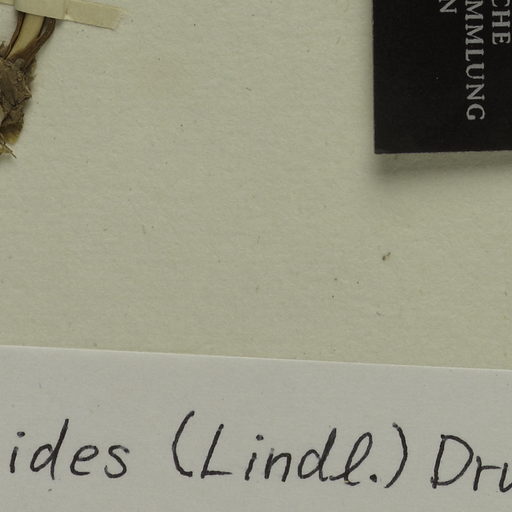 CHE
MMLUNG
N
ides (Lindl.) Dru